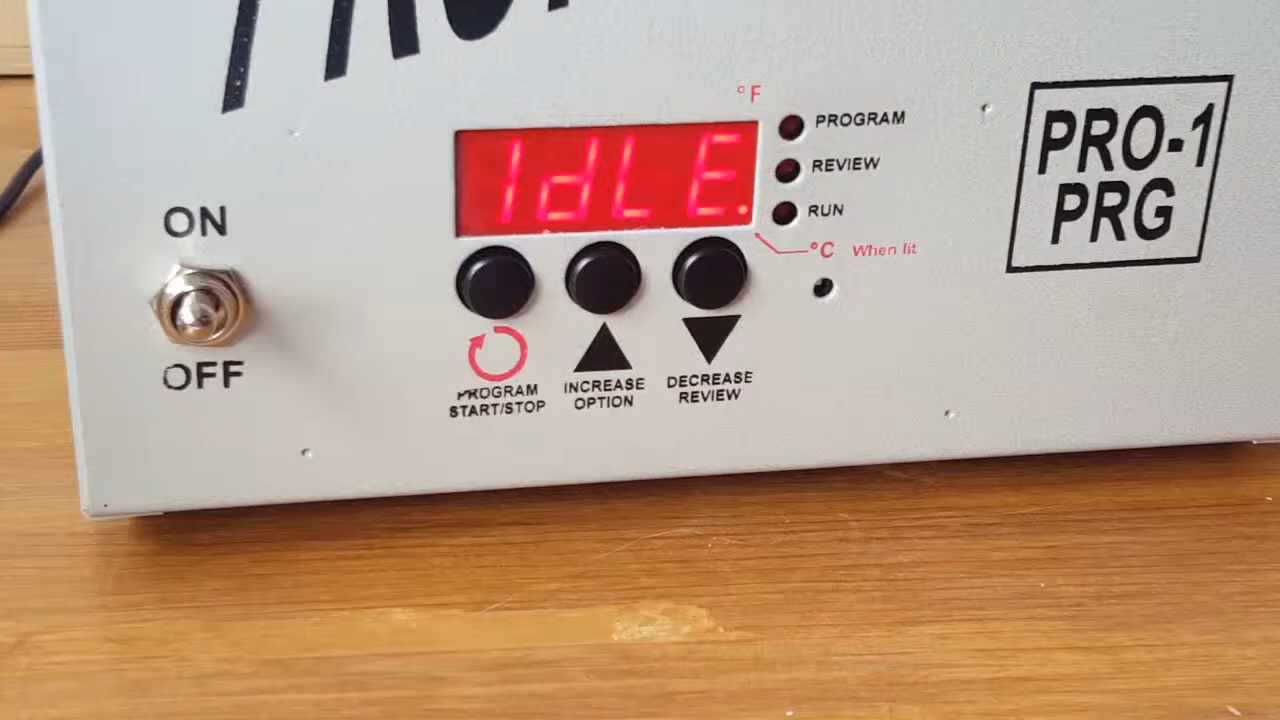 °F
IdLE.
PROGRAM
REVIEW
RUN
°C When lit
PRO-1
PRG
ON
OFF
PROGRAM
START/STOP
INCREASE
OPTION
DECREASE
REVIEW